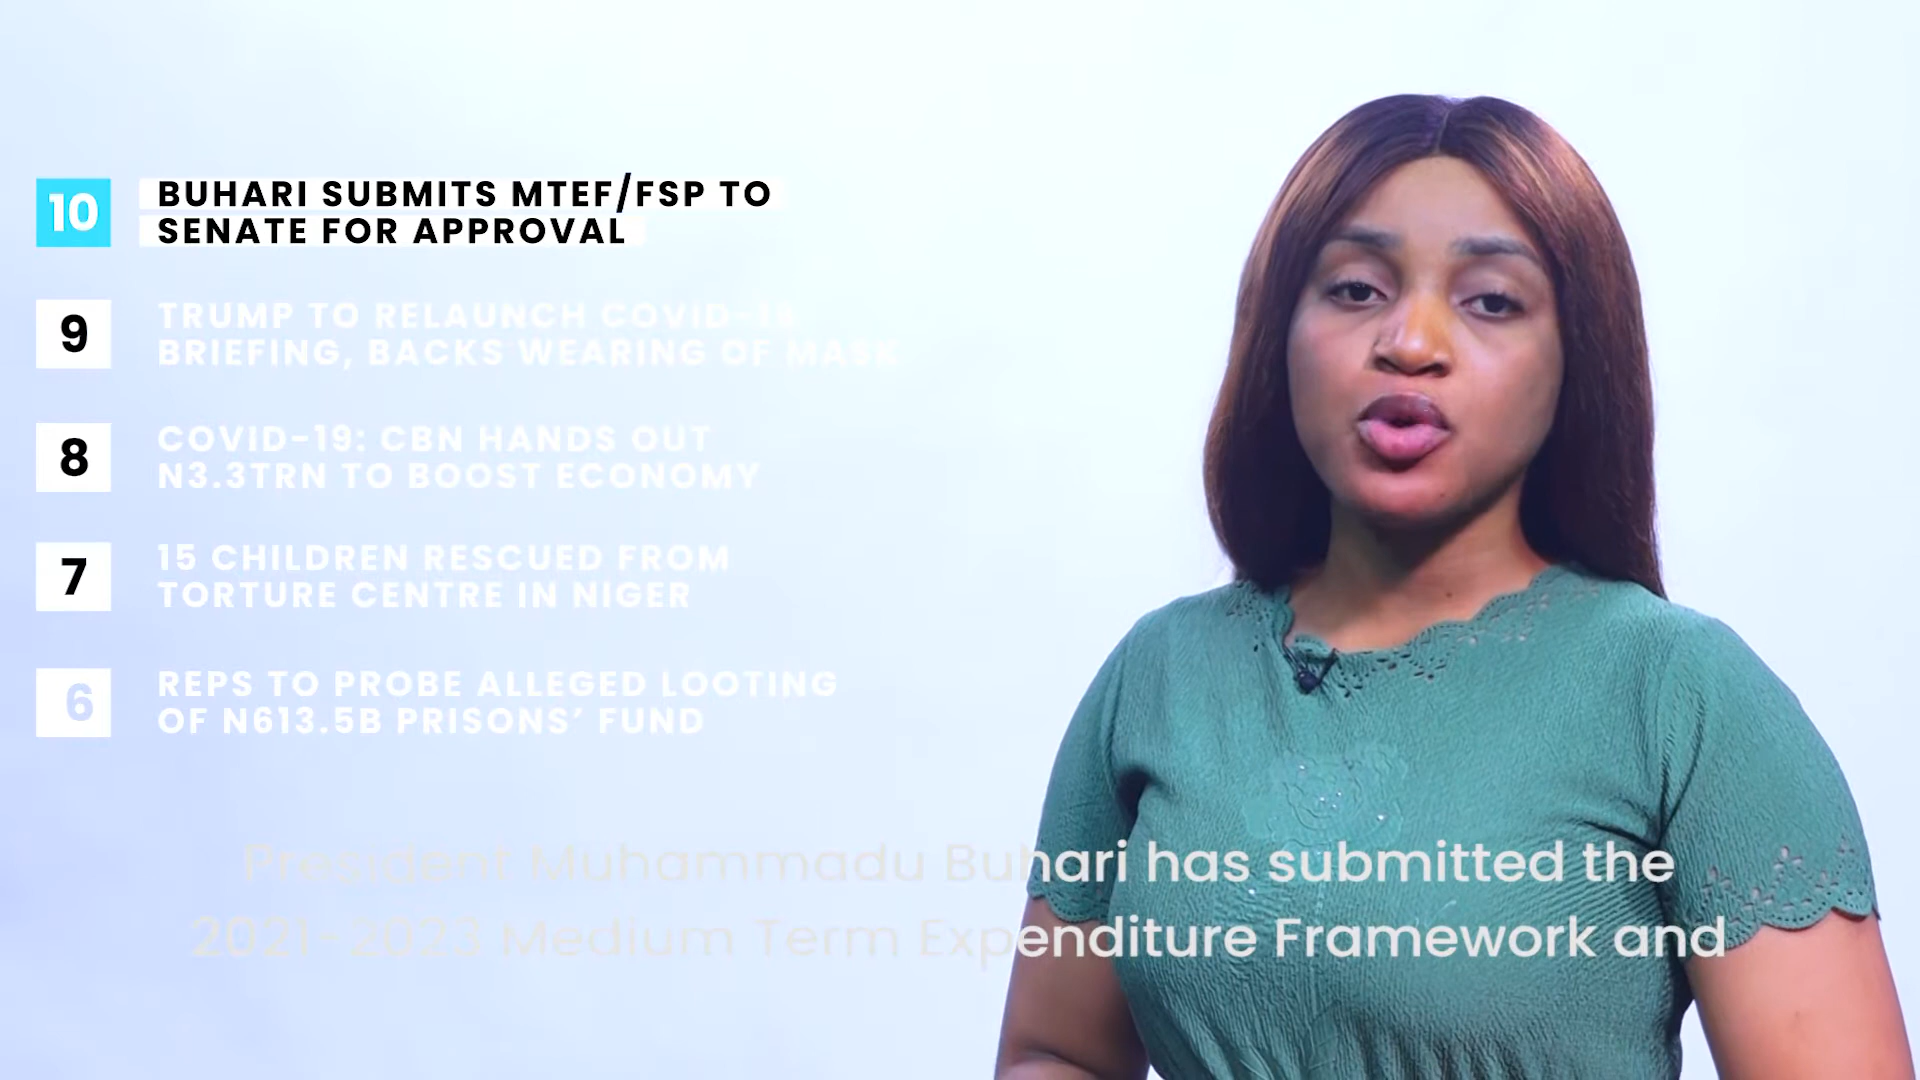 10
BUHARI SUBMITS MTEF/FSP TO
SENATE FOR APPROVAL
9
TRUMP TO RELAUNCH COVID-19
BRIEFING, BACKS WEARING OF MASK
8
COVID-19: CBN HANDS OUT
N3.3TRN TO BOOST ECONOMY
7
15 CHILDREN RESCUED FROM
TORTURE CENTRE IN NIGER
6
REPS TO PROBE ALLEGED LOOTING
OF N613.5B PRISONS’ FUND
President Muhammadu Buhari has submitted the
2021-2023 Medium Term Expenditure Framework and